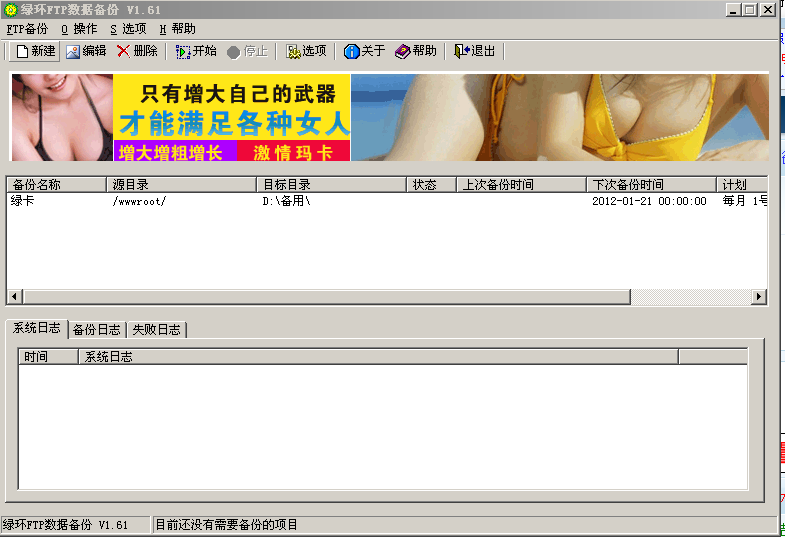 绿环FTP数据备份 V1.61
FTP备份 O 操作 S 选项 H 帮助
新建 编辑 删除 开始 停止 选项 关于 帮助 退出
只有增大自己的武器
才能满足各种女人
增大增粗增长 激情玛卡
备份名称 源目录 目标目录 状态 上次备份时间 下次备份时间 计划
绿卡 /wwwroot/ D:\备用\ 2012-01-21 00:00:00 每月 1号
系统日志 备份日志 失败日志
时间 系统日志
绿环FTP数据备份 V1.61 目前还没有需要备份的项目